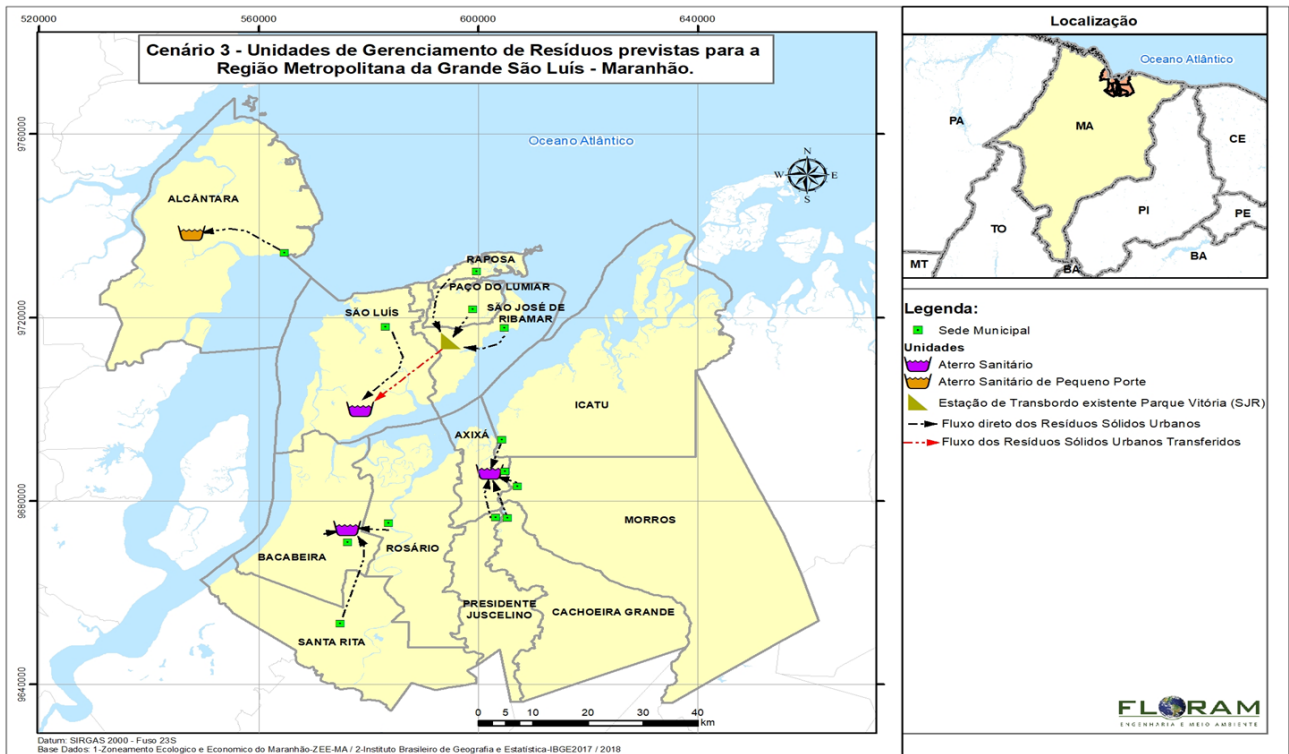 520000
560000
600000
640000
Cenário 3 - Unidades de Gerenciamento de Resíduos previstas para a
Região Metropolitana da Grande São Luís - Maranhão.
9760000
9720000
9680000
9640000
Oceano Atlântico
N
W E
S
ALCÂNTARA
RAPOSA
PAÇO DO LUMIAR
SÃO JOSÉ DE
RIBAMAR
SÃO LUÍS
ICATU
AXIXÁ
MORROS
BACABEIRA
ROSÁRIO
PRESIDENTE
JUSCELINO
CACHOEIRA GRANDE
SANTA RITA
0 5 10 20 30 40
km
Datum: SIRGAS 2000 - Fuso 23S
Base Dados: 1-Zoneamento Ecologico e Economico do Maranhão-ZEE-MA / 2-Instituto Brasileiro de Geografia e Estatística-IBGE2017 / 2018
Localização
Oceano Atlântico
PA
MA
CE
PI
TO
PE
MT
BA
BA
Legenda:
Sede Municipal
Unidades
Aterro Sanitário
Aterro Sanitário de Pequeno Porte
Estação de Transbordo existente Parque Vitória (SJR)
Fluxo direto dos Resíduos Sólidos Urbanos
Fluxo dos Resíduos Sólidos Urbanos Transferidos
FLORAM
ENGENHARIA E MEIO AMBIENTE